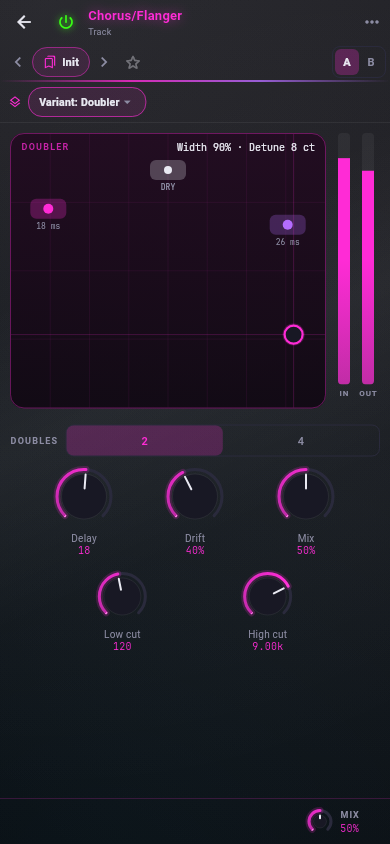 Chorus/Flanger
Track
Init
A B
Variant: Doubler
DOUBLER Width 90% · Detune 8 ct
DRY
18 ms
26 ms
IN OUT
DOUBLES 2 4
Delay Drift Mix
18 40% 50%
Low cut High cut
120 9.00k
MIX
50%